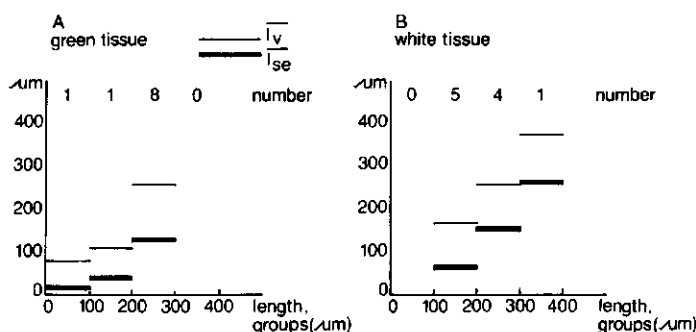 A
green tissue
l̅v
l̅se
µm
1 1 8 0 number
400
300
200
100
0
0 100 200 300 400 length, groups(µm)
B
white tissue
µm
0 5 4 1 number
400
300
200
100
0
0 100 200 300 400 length, groups(µm)